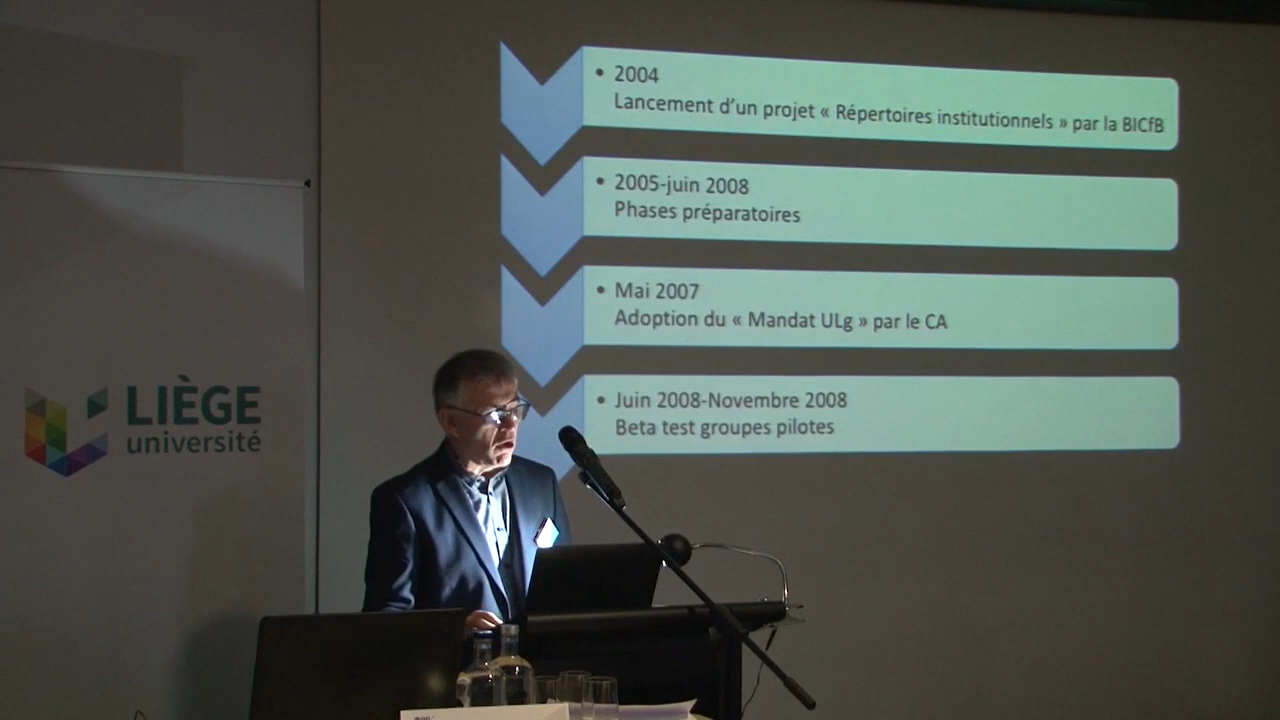 • 2004
Lancement d'un projet « Répertoires institutionnels » par la BICfB
• 2005-juin 2008
Phases préparatoires
• Mai 2007
Adoption du « Mandat ULg » par le CA
• Juin 2008-Novembre 2008
Beta test groupes pilotes
LIÈGE
université